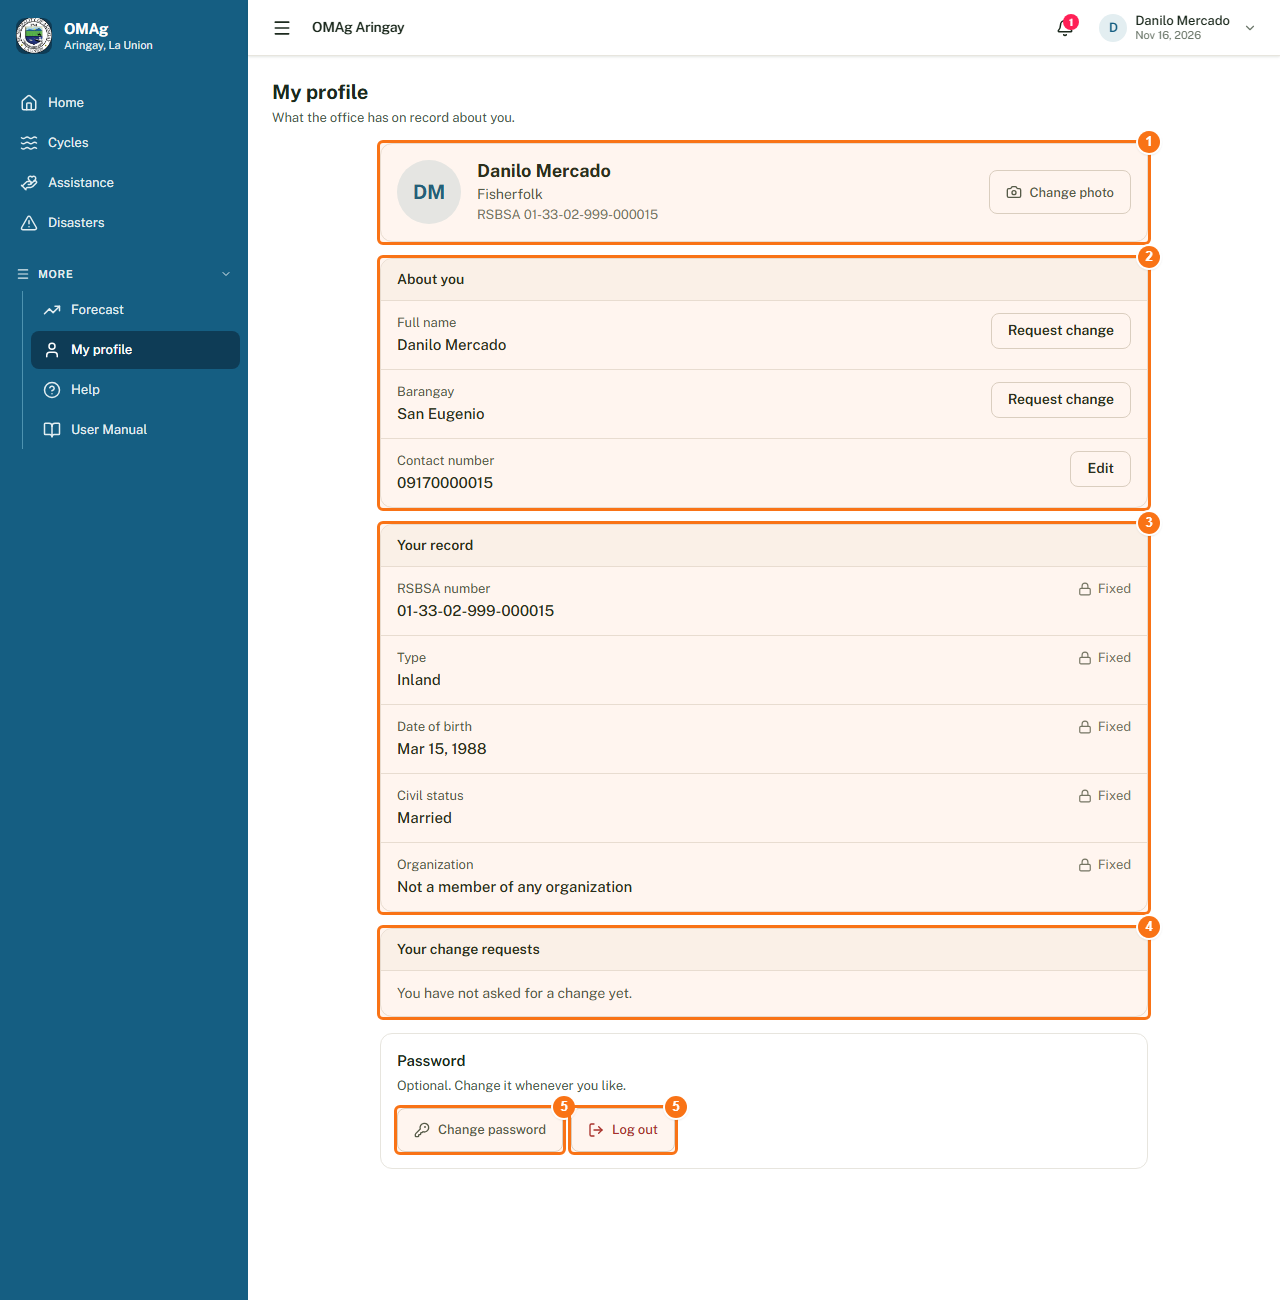 OMAg
Aringay, La Union
Home
Cycles
Assistance
Disasters
MORE
Forecast
My profile
Help
User Manual
OMAg Aringay
1
D
Danilo Mercado
Nov 16, 2026
My profile
What the office has on record about you.
1
DM
Danilo Mercado
Fisherfolk
RSBSA 01-33-02-999-000015
Change photo
2
About you
Full name
Danilo Mercado
Request change
Barangay
San Eugenio
Request change
Contact number
09170000015
Edit
3
Your record
RSBSA number
01-33-02-999-000015
Fixed
Type
Inland
Fixed
Date of birth
Mar 15, 1988
Fixed
Civil status
Married
Fixed
Organization
Not a member of any organization
Fixed
4
Your change requests
You have not asked for a change yet.
Password
Optional. Change it whenever you like.
5
Change password
5
Log out